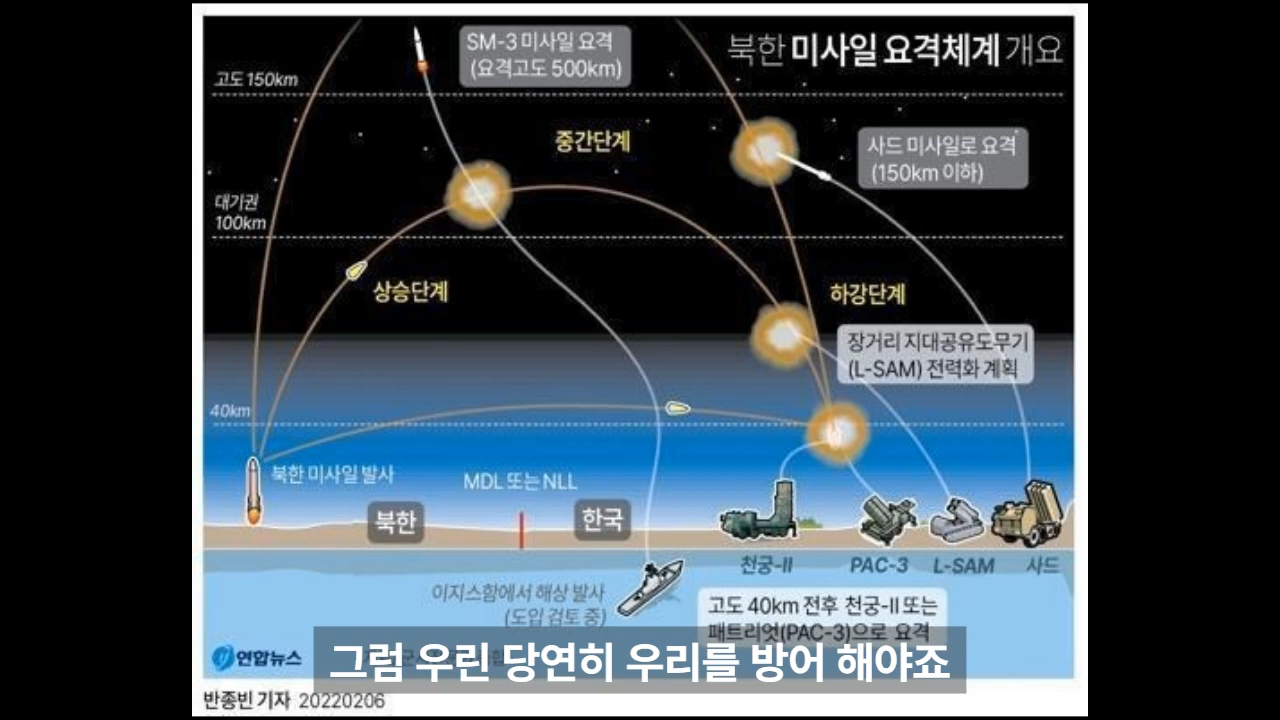 북한 미사일 요격체계 개요
SM-3 미사일 요격
(요격고도 500km)
고도 150km
중간단계
사드 미사일로 요격
(150km 이하)
대기권
100km
상승단계
하강단계
장거리 지대공유도무기
(L-SAM) 전력화 계획
40km
북한 미사일 발사
MDL 또는 NLL
북한
한국
천궁-II
PAC-3
L-SAM
사드
이지스함에서 해상 발사
(도입 검토 중)
고도 40km 전후 천궁-II 또는
패트리엇(PAC-3)으로 요격
연합뉴스
그럼 우린 당연히 우리를 방어 해야죠
반종빈 기자 20220206